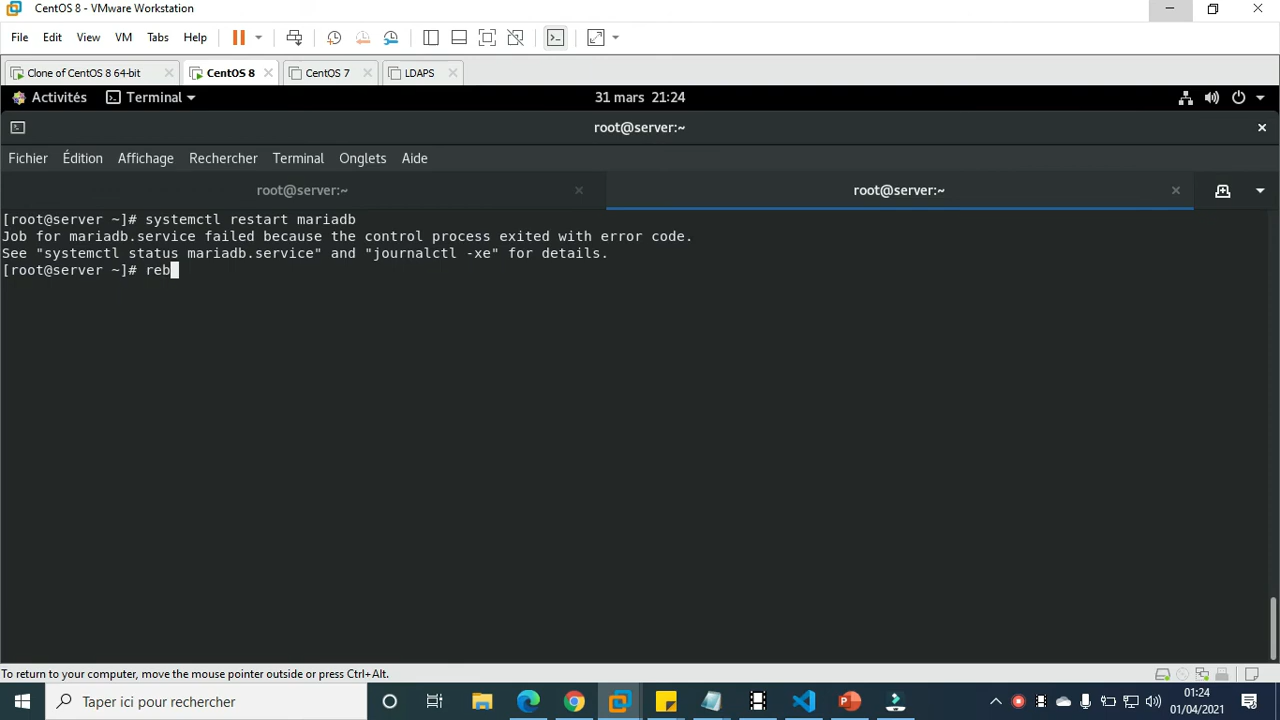 CentOS 8 - VMware Workstation
File Edit View VM Tabs Help
Clone of CentOS 8 64-bit CentOS 8 CentOS 7 LDAPS
Activités Terminal 31 mars 21:24
root@server:~
Fichier Édition Affichage Rechercher Terminal Onglets Aide
root@server:~ root@server:~
[root@server ~]# systemctl restart mariadb
Job for mariadb.service failed because the control process exited with error code.
See "systemctl status mariadb.service" and "journalctl -xe" for details.
[root@server ~]# reb
To return to your computer, move the mouse pointer outside or press Ctrl+Alt.
Taper ici pour rechercher
01:24
01/04/2021